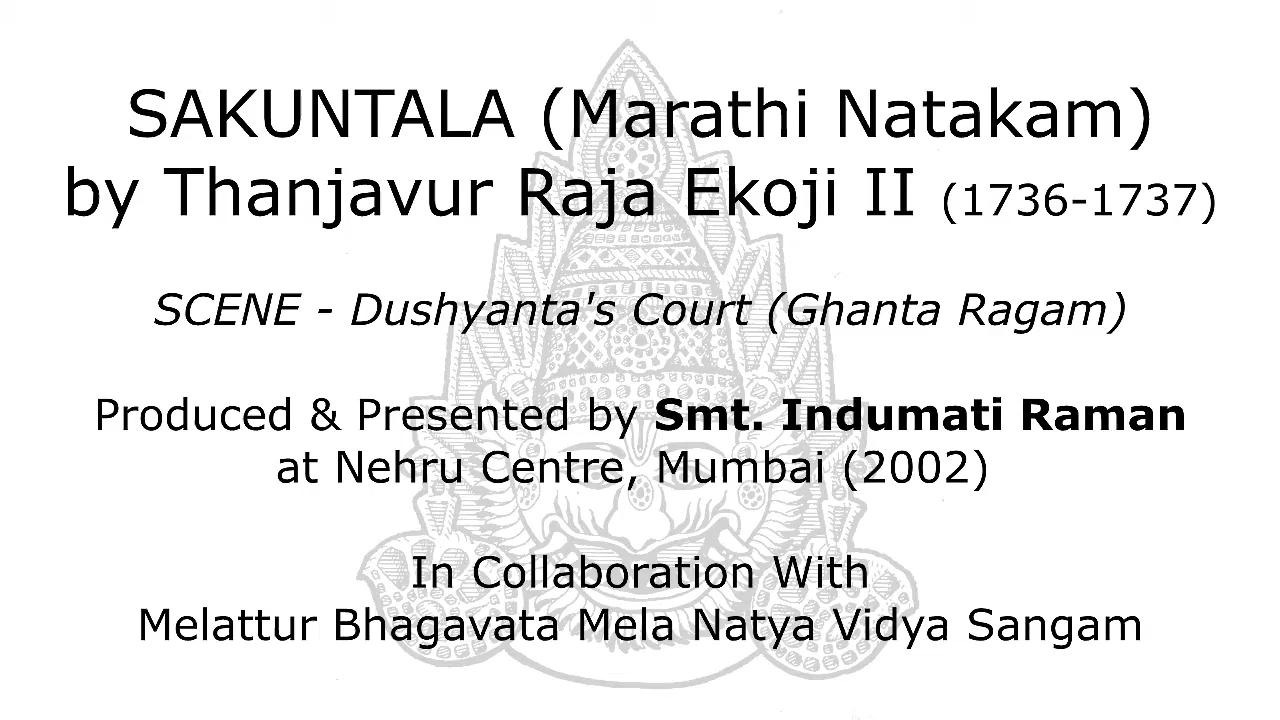 SAKUNTALA (Marathi Natakam)
by Thanjavur Raja Ekoji II (1736-1737)
SCENE - Dushyanta's Court (Ghanta Ragam)
Produced & Presented by Smt. Indumati Raman
at Nehru Centre, Mumbai (2002)
In Collaboration With
Melattur Bhagavata Mela Natya Vidya Sangam